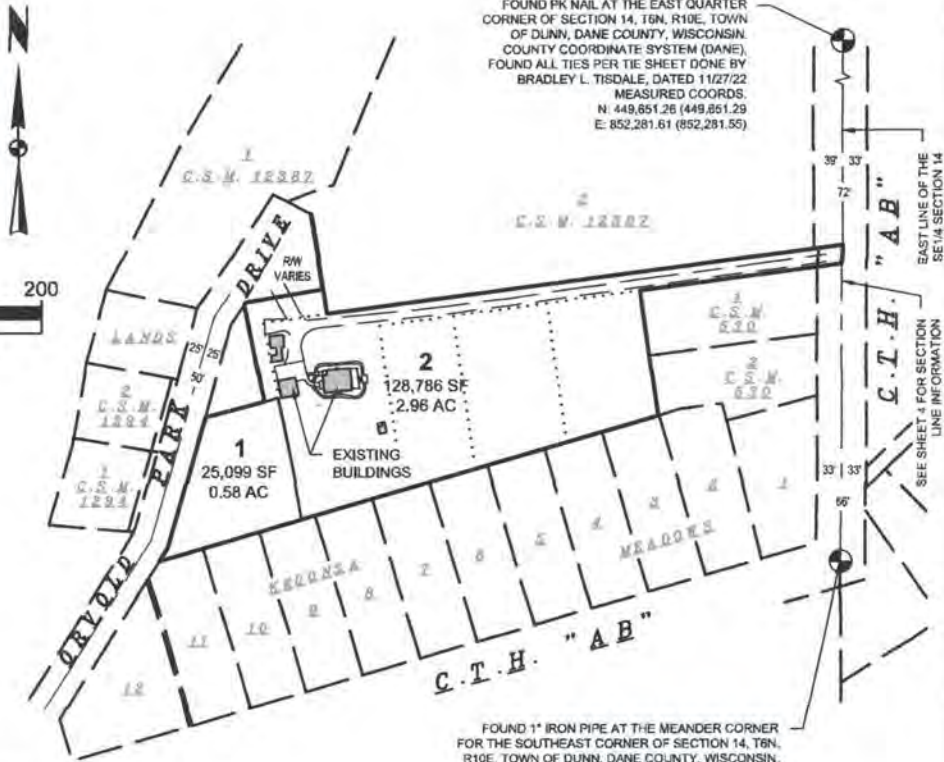 N
200
FOUND PK NAIL AT THE EAST QUARTER
CORNER OF SECTION 14, T6N, R10E, TOWN
OF DUNN, DANE COUNTY, WISCONSIN.
COUNTY COORDINATE SYSTEM (DANE).
FOUND ALL TIES PER TIE SHEET DONE BY
BRADLEY L. TISDALE, DATED 11/27/22
MEASURED COORDS.
N: 449,651.26 (449,651.29
E: 852,281.61 (852,281.55)
1
C.S.M. 12387
2
C.S.M. 12387
39' 33'
72'
EAST LINE OF THE
SE1/4 SECTION 14
C.T.H. "AB"
SEE SHEET 4 FOR SECTION
LINE INFORMATION
R/W
VARIES
ORVOLD PARK DRIVE
25' 25'
50'
LANDS
2
C.S.M.
1294
1
C.S.M.
1294
1
C.S.M.
630
2
C.S.M.
630
2
128,786 SF
2.96 AC
1
25,099 SF
0.58 AC
EXISTING
BUILDINGS
33' 33'
66'
KEGONSA MEADOWS
12 11 10 9 8 7 6 5 4 3 2 1
C.T.H. "AB"
FOUND 1" IRON PIPE AT THE MEANDER CORNER
FOR THE SOUTHEAST CORNER OF SECTION 14, T6N,
R10E, TOWN OF DUNN, DANE COUNTY, WISCONSIN.